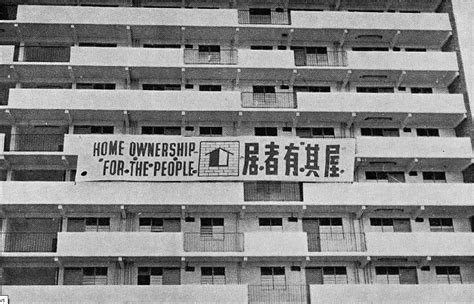 HOME OWNERSHIP
FOR THE PEOPLE
居者有其屋